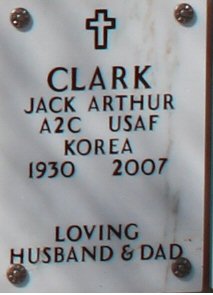 CLARK
JACK ARTHUR
A2C USAF
KOREA
1930 2007
LOVING
HUSBAND & DAD